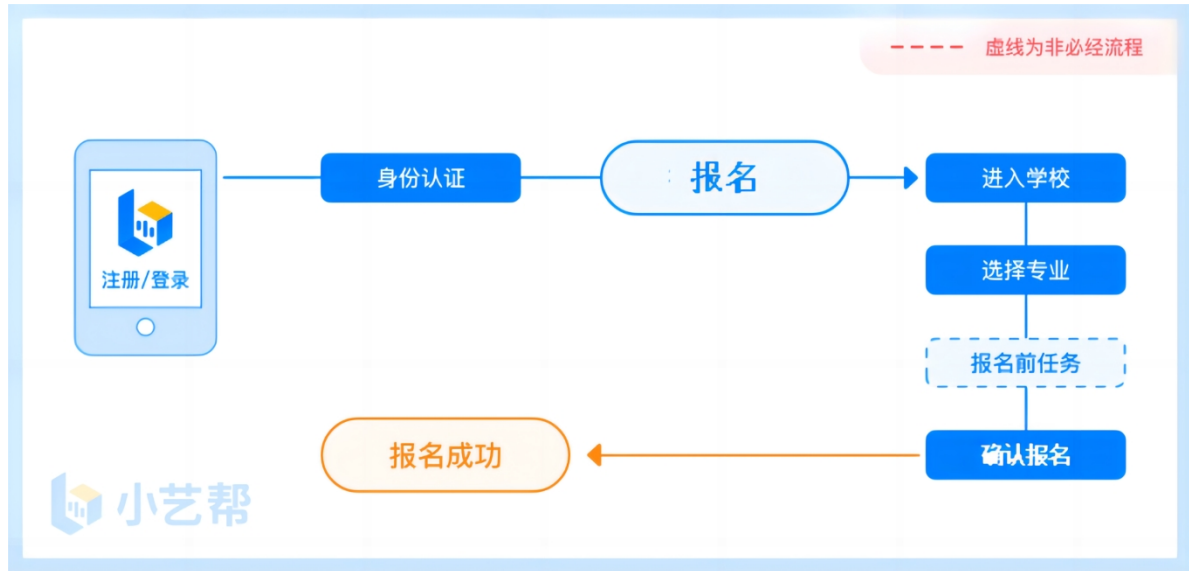 虚线为非必经流程
身份认证
报名
进入学校
注册/登录
选择专业
报名前任务
报名成功
确认报名
小艺帮